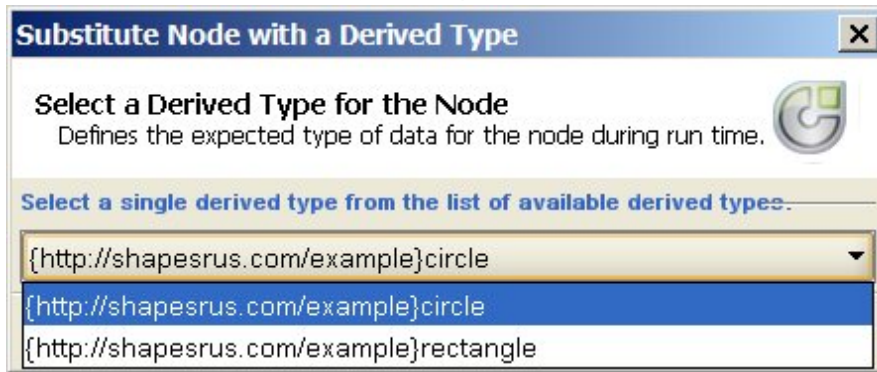 Substitute Node with a Derived Type
Select a Derived Type for the Node
Defines the expected type of data for the node during run time.
Select a single derived type from the list of available derived types.
{http://shapesrus.com/example}circle
{http://shapesrus.com/example}circle
{http://shapesrus.com/example}rectangle